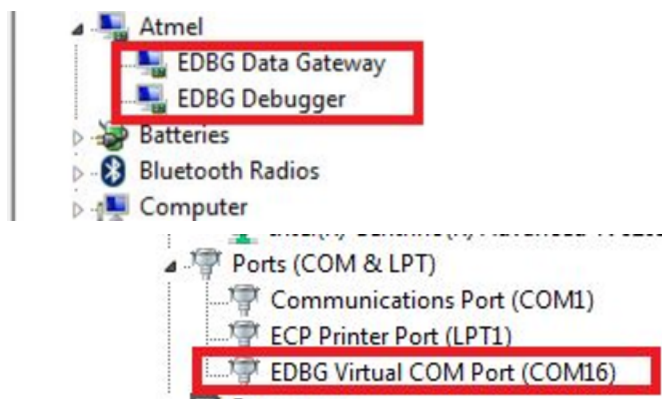 Atmel
EDBG Data Gateway
EDBG Debugger
Batteries
Bluetooth Radios
Computer
Ports (COM & LPT)
Communications Port (COM1)
ECP Printer Port (LPT1)
EDBG Virtual COM Port (COM16)